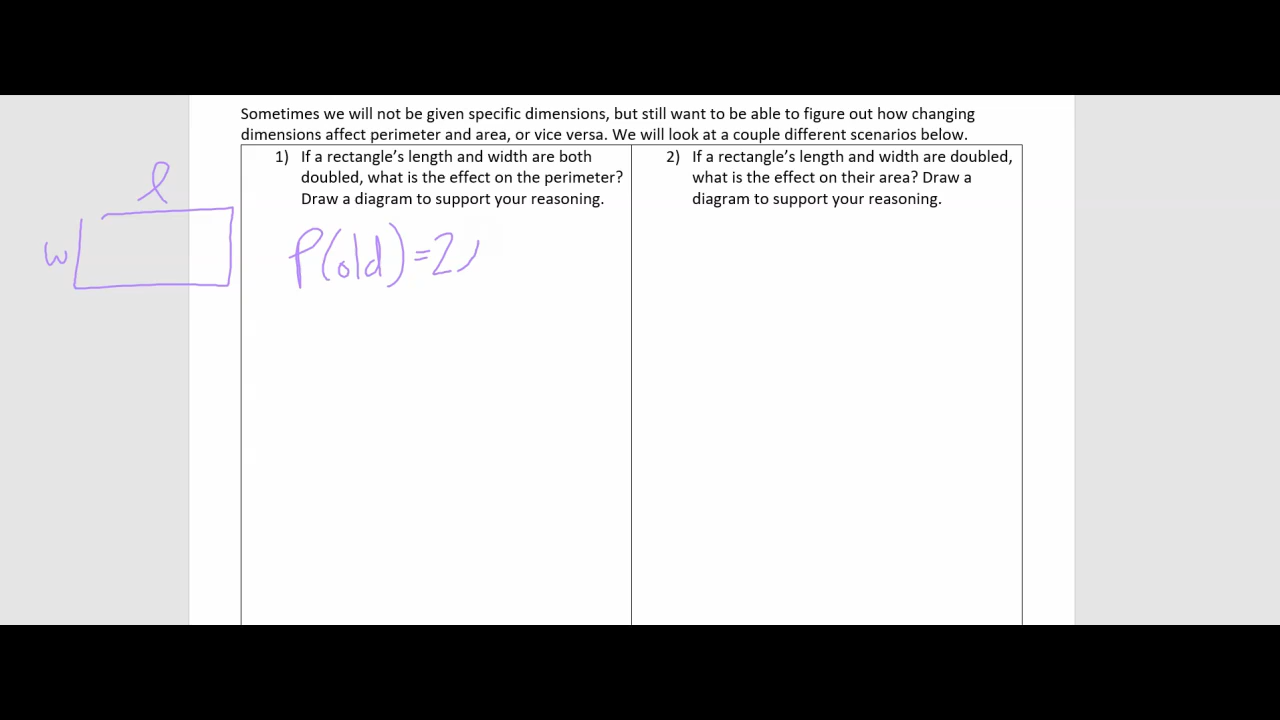 Sometimes we will not be given specific dimensions, but still want to be able to figure out how changing
dimensions affect perimeter and area, or vice versa. We will look at a couple different scenarios below.
1) If a rectangle's length and width are both
doubled, what is the effect on the perimeter?
Draw a diagram to support your reasoning.
2) If a rectangle's length and width are doubled,
what is the effect on their area? Draw a
diagram to support your reasoning.
l
w
P(old) = 2